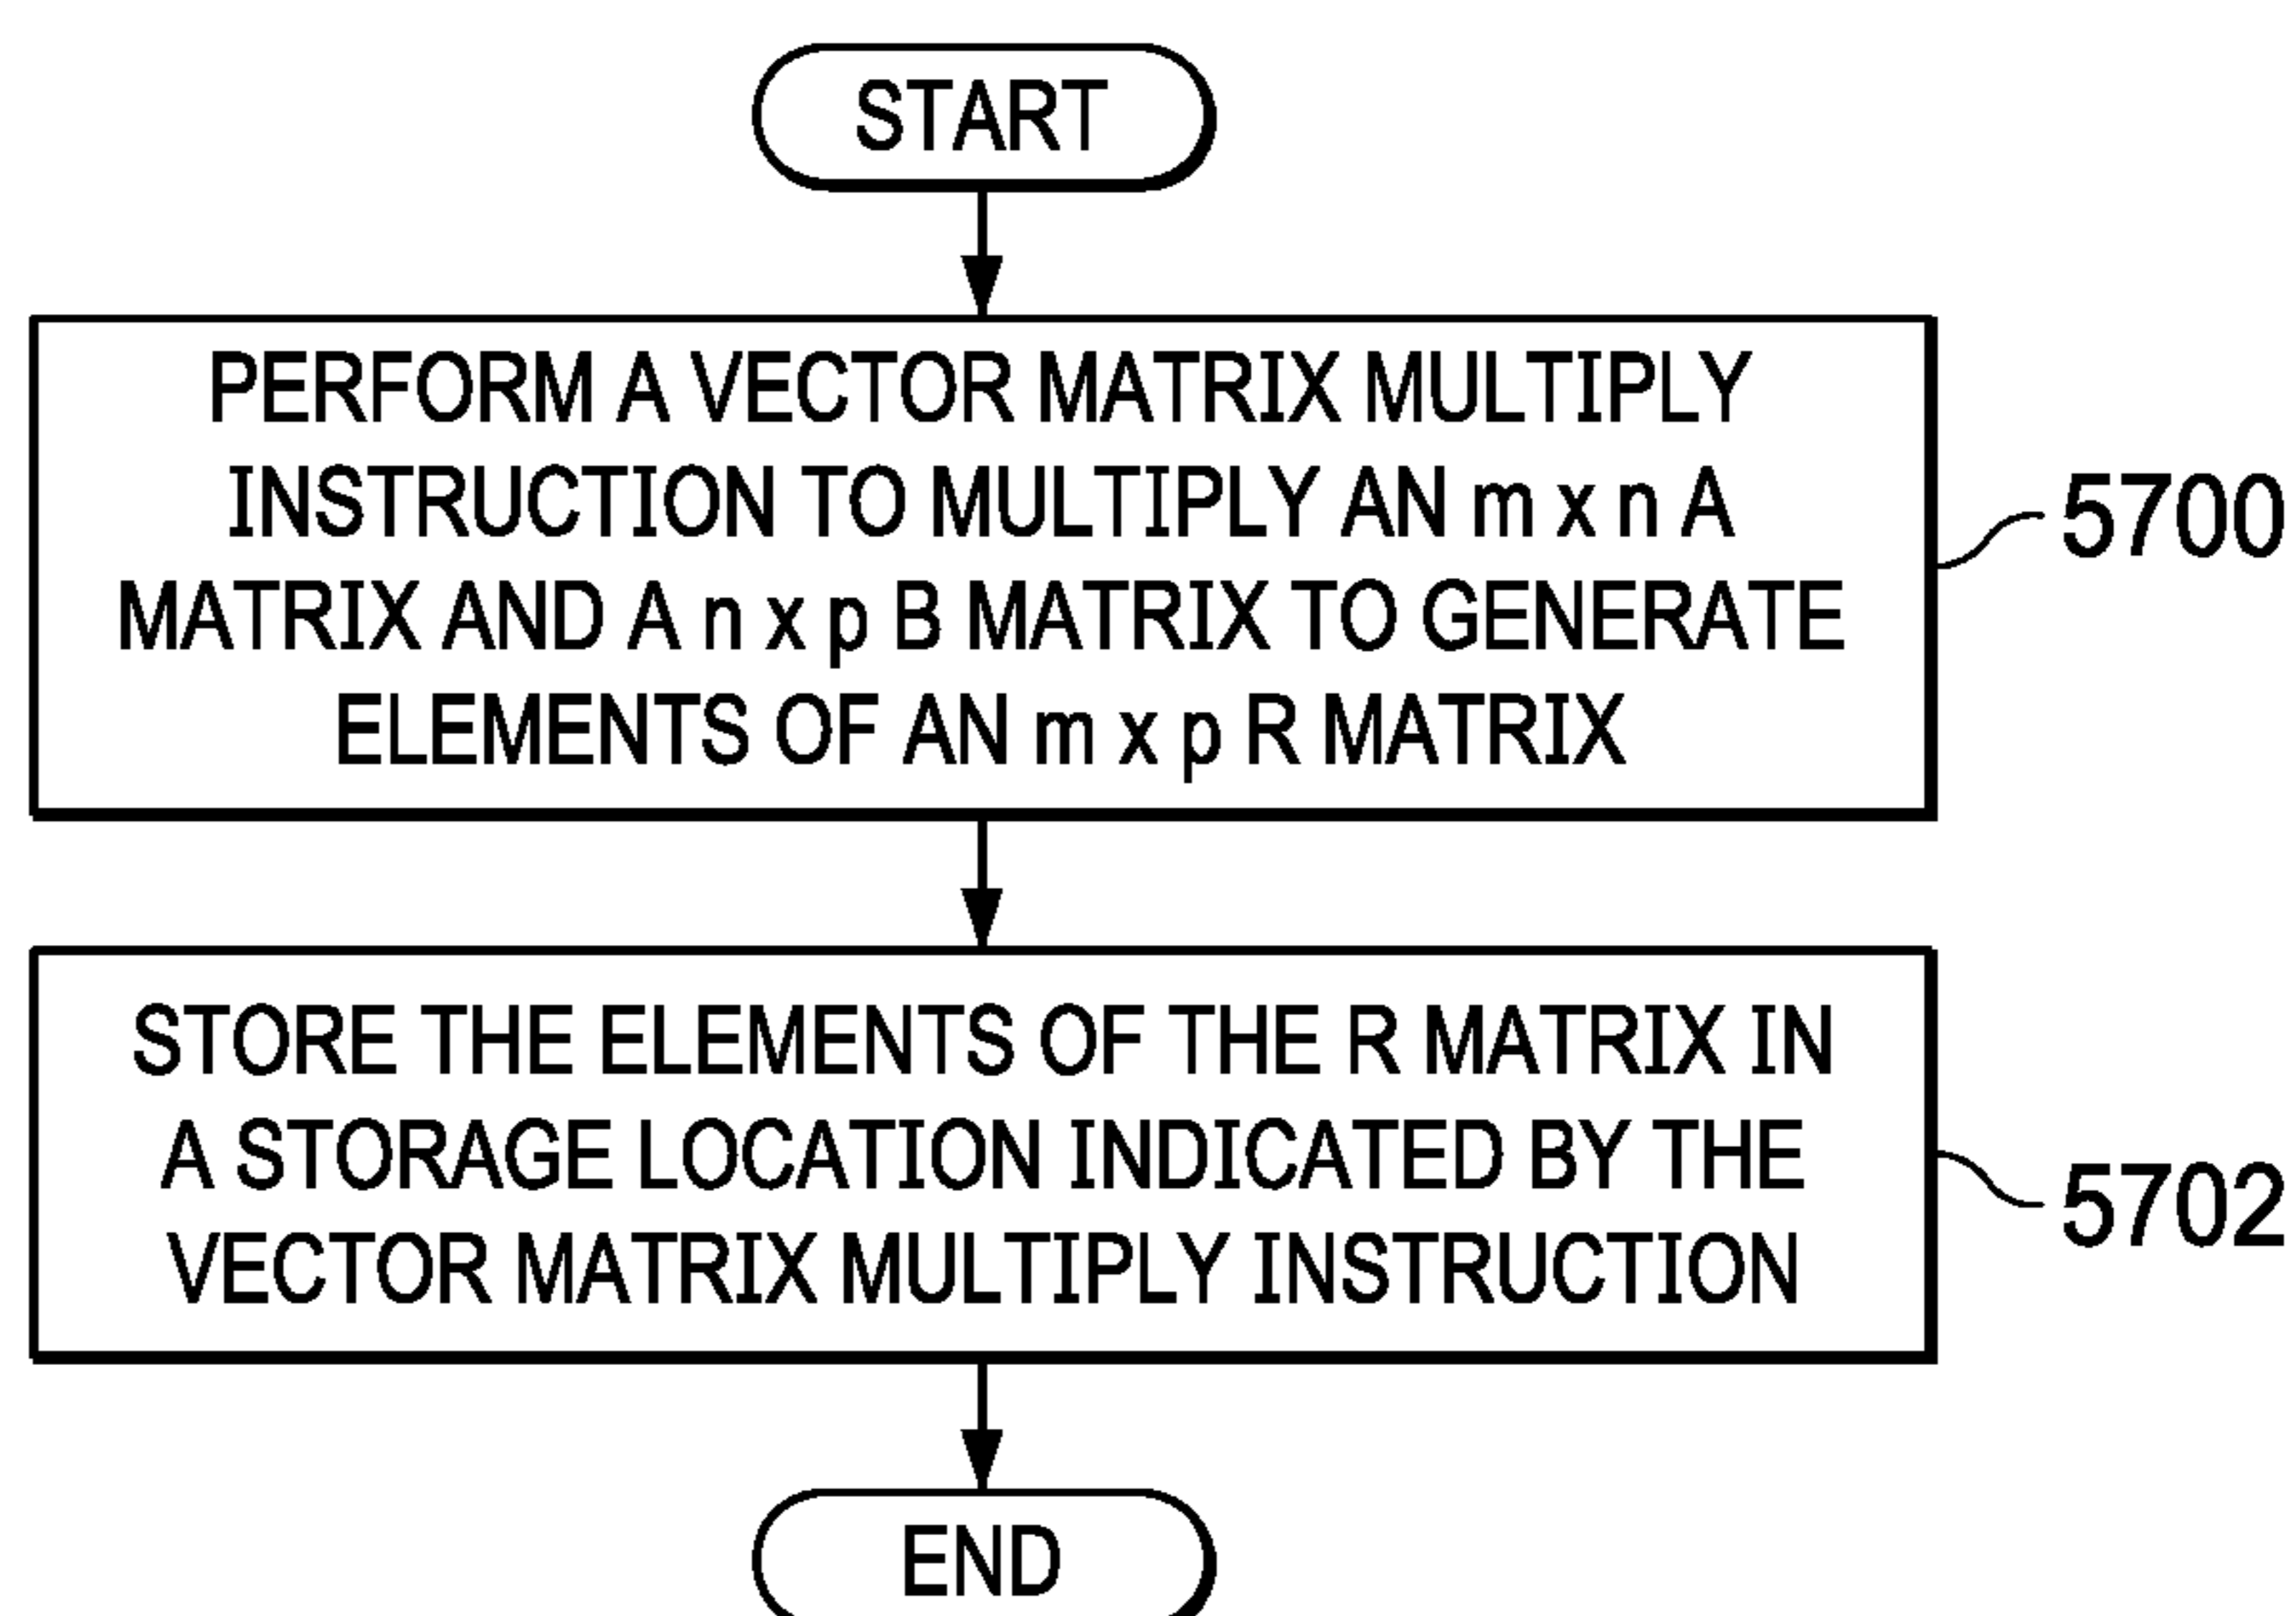 START
PERFORM A VECTOR MATRIX MULTIPLY
INSTRUCTION TO MULTIPLY AN m x n A
MATRIX AND A n x p B MATRIX TO GENERATE
ELEMENTS OF AN m x p R MATRIX
5700
STORE THE ELEMENTS OF THE R MATRIX IN
A STORAGE LOCATION INDICATED BY THE
VECTOR MATRIX MULTIPLY INSTRUCTION
5702
END